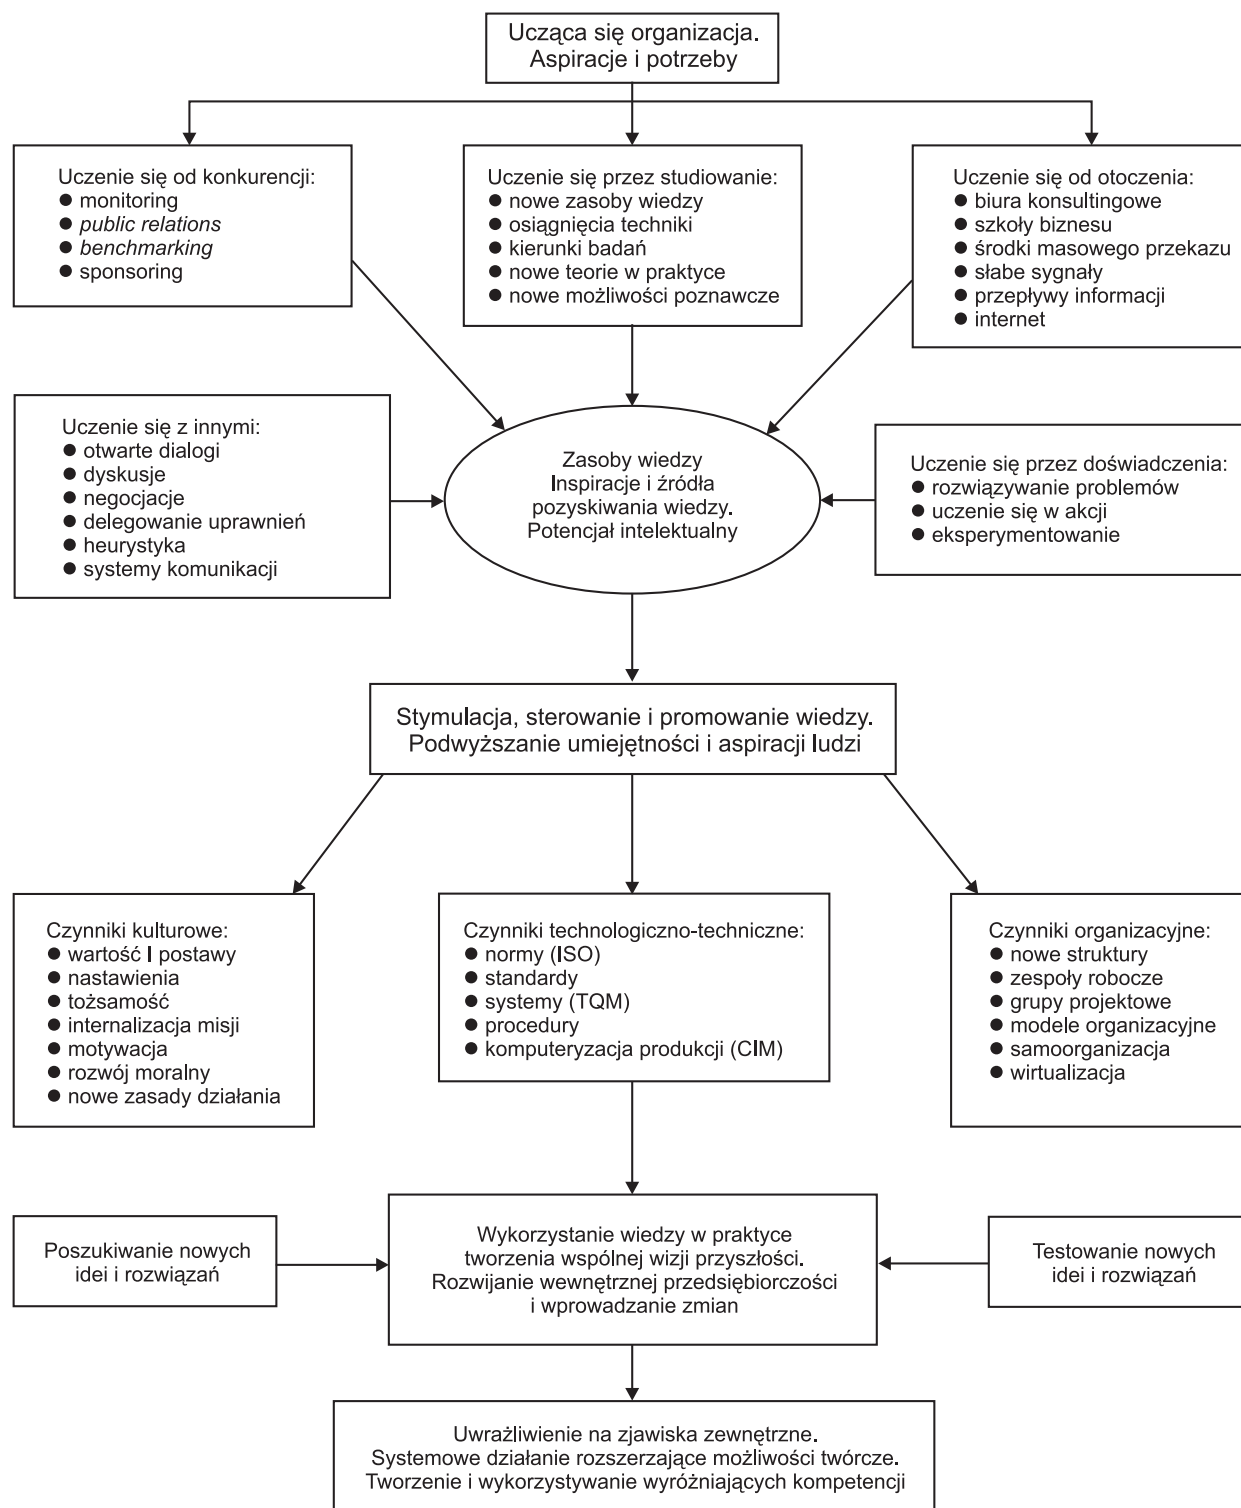 Ucząca się organizacja.
Aspiracje i potrzeby
Uczenie się od konkurencji:
● monitoring
● public relations
● benchmarking
● sponsoring
Uczenie się przez studiowanie:
● nowe zasoby wiedzy
● osiągnięcia techniki
● kierunki badań
● nowe teorie w praktyce
● nowe możliwości poznawcze
Uczenie się od otoczenia:
● biura konsultingowe
● szkoły biznesu
● środki masowego przekazu
● słabe sygnały
● przepływy informacji
● internet
Uczenie się z innymi:
● otwarte dialogi
● dyskusje
● negocjacje
● delegowanie uprawnień
● heurystyka
● systemy komunikacji
Zasoby wiedzy
Inspiracje i źródła
pozyskiwania wiedzy.
Potencjał intelektualny
Uczenie się przez doświadczenia:
● rozwiązywanie problemów
● uczenie się w akcji
● eksperymentowanie
Stymulacja, sterowanie i promowanie wiedzy.
Podwyższanie umiejętności i aspiracji ludzi
Czynniki kulturowe:
● wartość I postawy
● nastawienia
● tożsamość
● internalizacja misji
● motywacja
● rozwój moralny
● nowe zasady działania
Czynniki technologiczno-techniczne:
● normy (ISO)
● standardy
● systemy (TQM)
● procedury
● komputeryzacja produkcji (CIM)
Czynniki organizacyjne:
● nowe struktury
● zespoły robocze
● grupy projektowe
● modele organizacyjne
● samoorganizacja
● wirtualizacja
Poszukiwanie nowych
idei i rozwiązań
Wykorzystanie wiedzy w praktyce
tworzenia wspólnej wizji przyszłości.
Rozwijanie wewnętrznej przedsiębiorczości
i wprowadzanie zmian
Testowanie nowych
idei i rozwiązań
Uwrażliwienie na zjawiska zewnętrzne.
Systemowe działanie rozszerzające możliwości twórcze.
Tworzenie i wykorzystywanie wyróżniających kompetencji